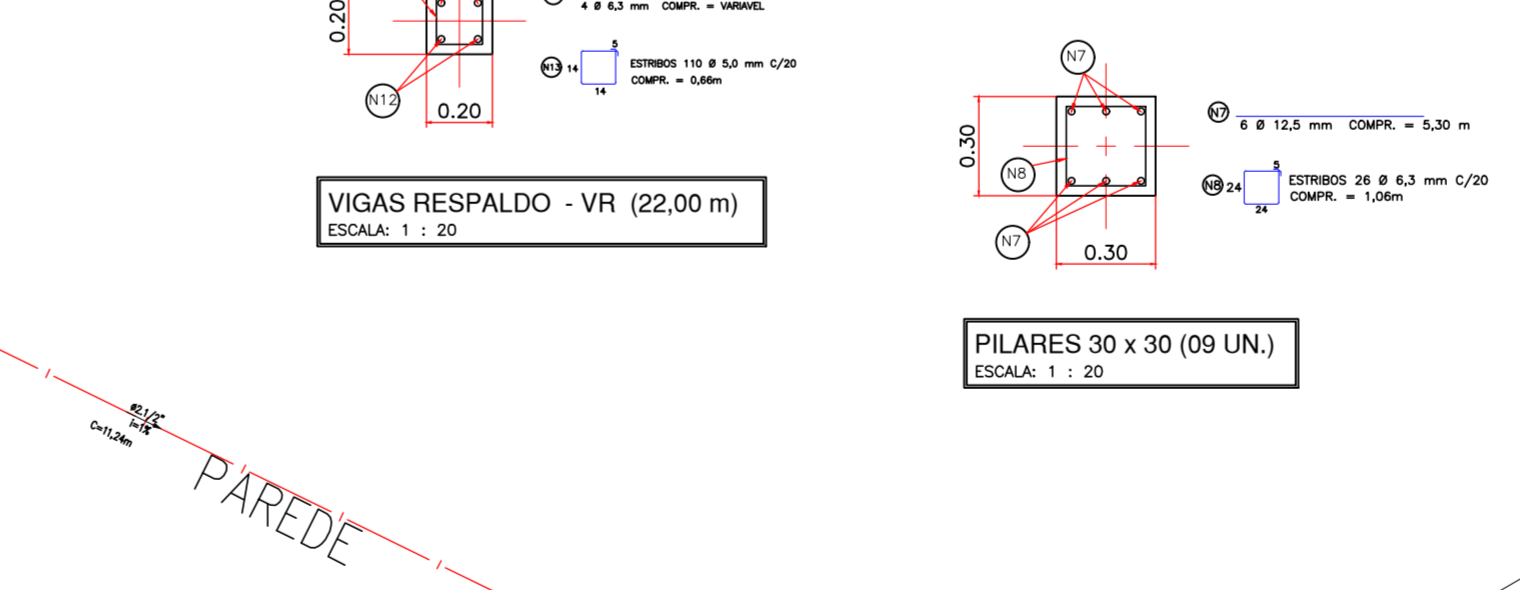 0.20
4 Ø 6,3 mm COMPR. = VARIAVEL
N13
14
5
14
ESTRIBOS 110 Ø 5,0 mm C/20
COMPR. = 0,66m
N12
0.20
VIGAS RESPALDO - VR (22,00 m)
ESCALA: 1 : 20
N7
0.30
N8
N7
0.30
N7
6 Ø 12,5 mm COMPR. = 5,30 m
N8
24
5
24
ESTRIBOS 26 Ø 6,3 mm C/20
COMPR. = 1,06m
PILARES 30 x 30 (09 UN.)
ESCALA: 1 : 20
ø2.1/2"
i=1%
C=11,24m
PAREDE